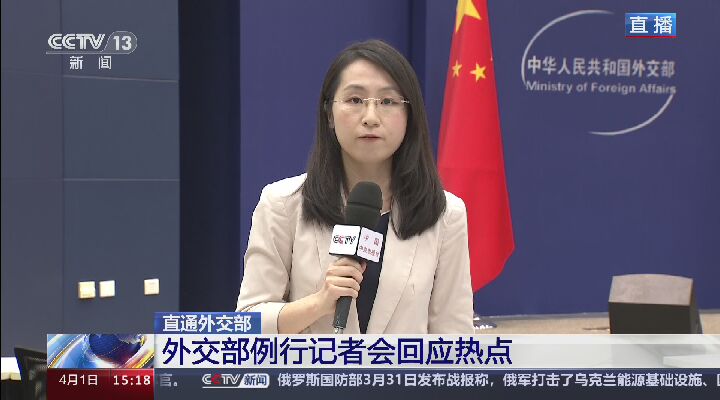 CCTV 13
新闻
直播
中华人民共和国外交部
Ministry of Foreign Affairs
CCTV
中国
直通外交部
外交部例行记者会回应热点
4月1日 15:18 官。 CCTV 新闻 俄罗斯国防部3月31日发布战报称，俄军打击了乌克兰能源基础设施、